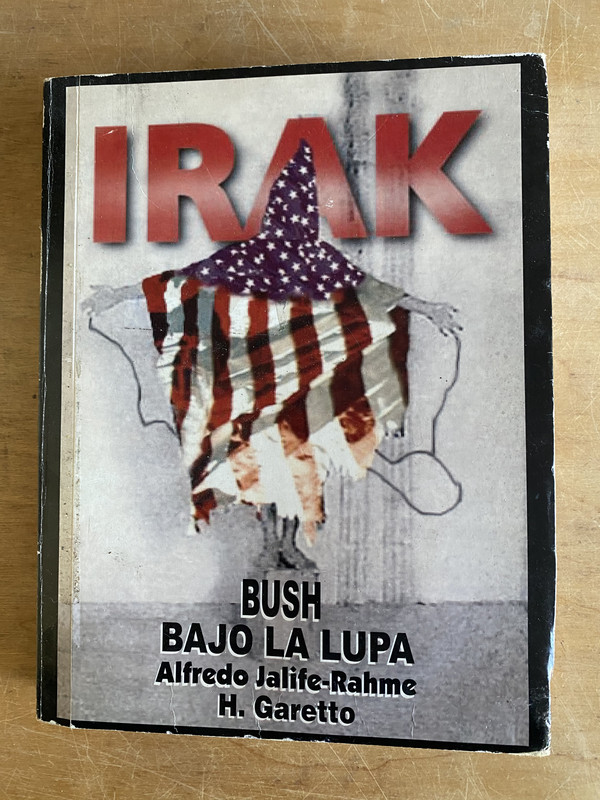 IRAK
BUSH
BAJO LA LUPA
Alfredo Jalife-Rahme
H. Garetto